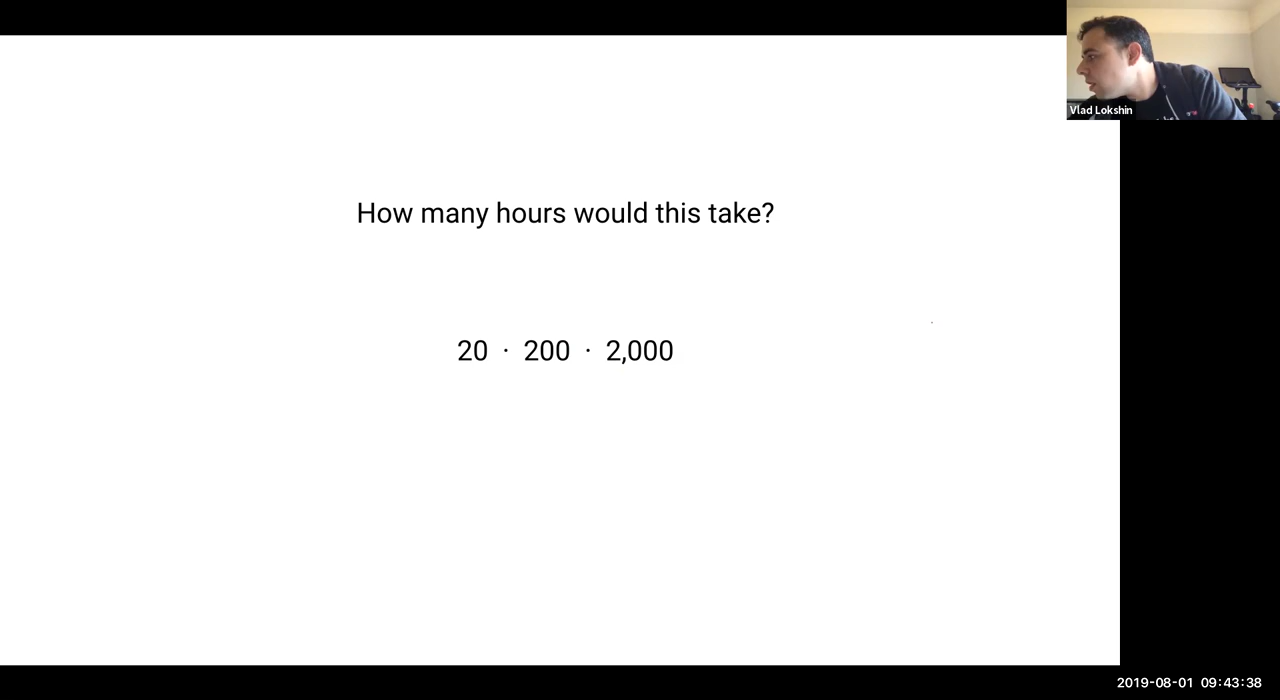 Vlad Lokshin
How many hours would this take?
20 · 200 · 2,000
2019-08-01 09:43:38